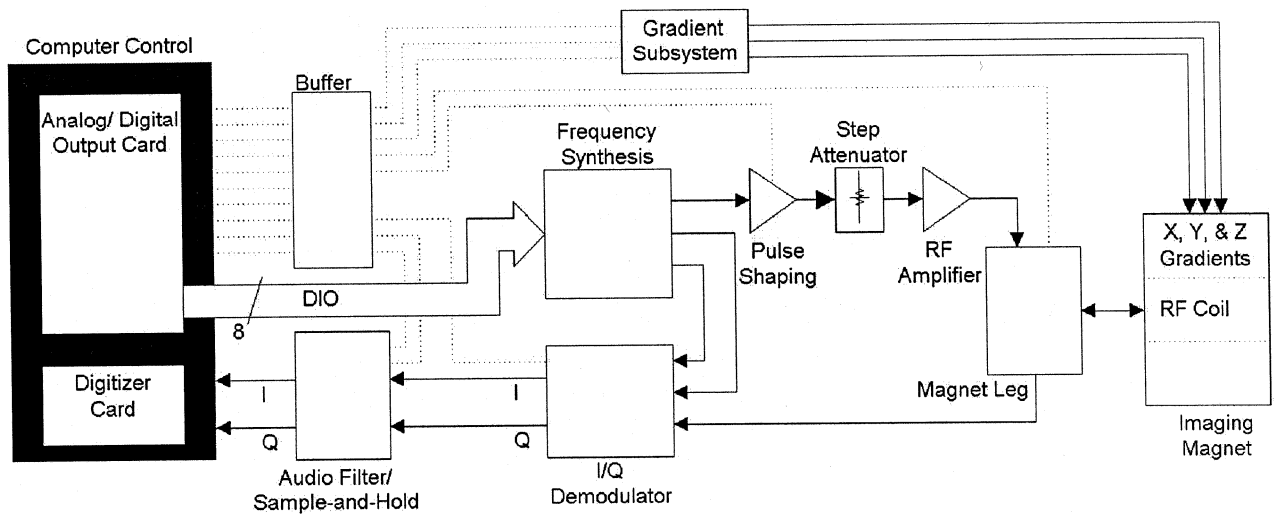 Computer Control
Analog/ Digital
Output Card
Digitizer
Card
Buffer
Gradient
Subsystem
Frequency
Synthesis
Step
Attenuator
Pulse
Shaping
RF
Amplifier
X, Y, & Z
Gradients
RF Coil
DIO
8
I
Q
I
Q
Magnet Leg
Imaging
Magnet
Audio Filter/
Sample-and-Hold
I/Q
Demodulator